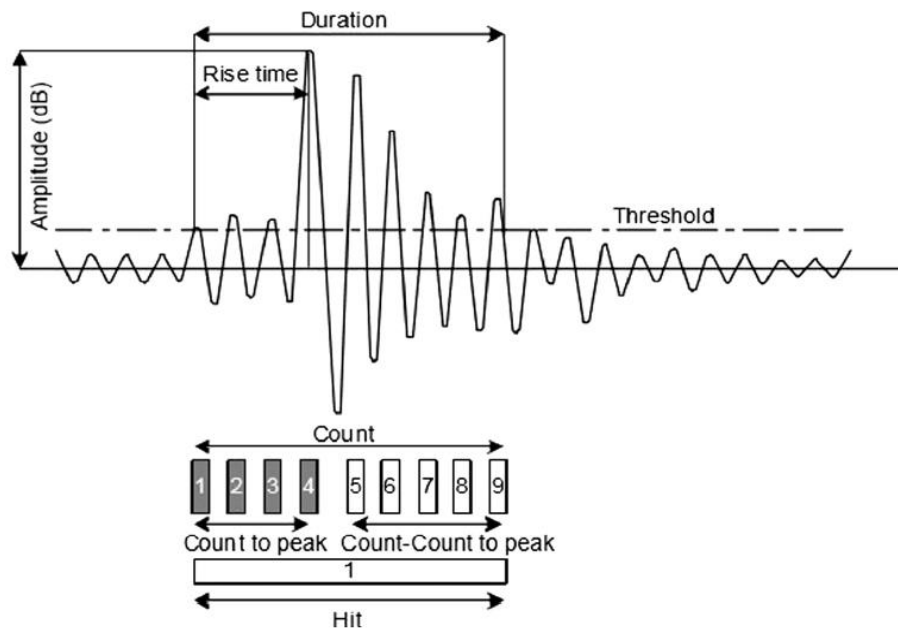 Duration
Rise time
Amplitude (dB)
Threshold
Count
1 2 3 4 5 6 7 8 9
Count to peak Count-Count to peak
1
Hit